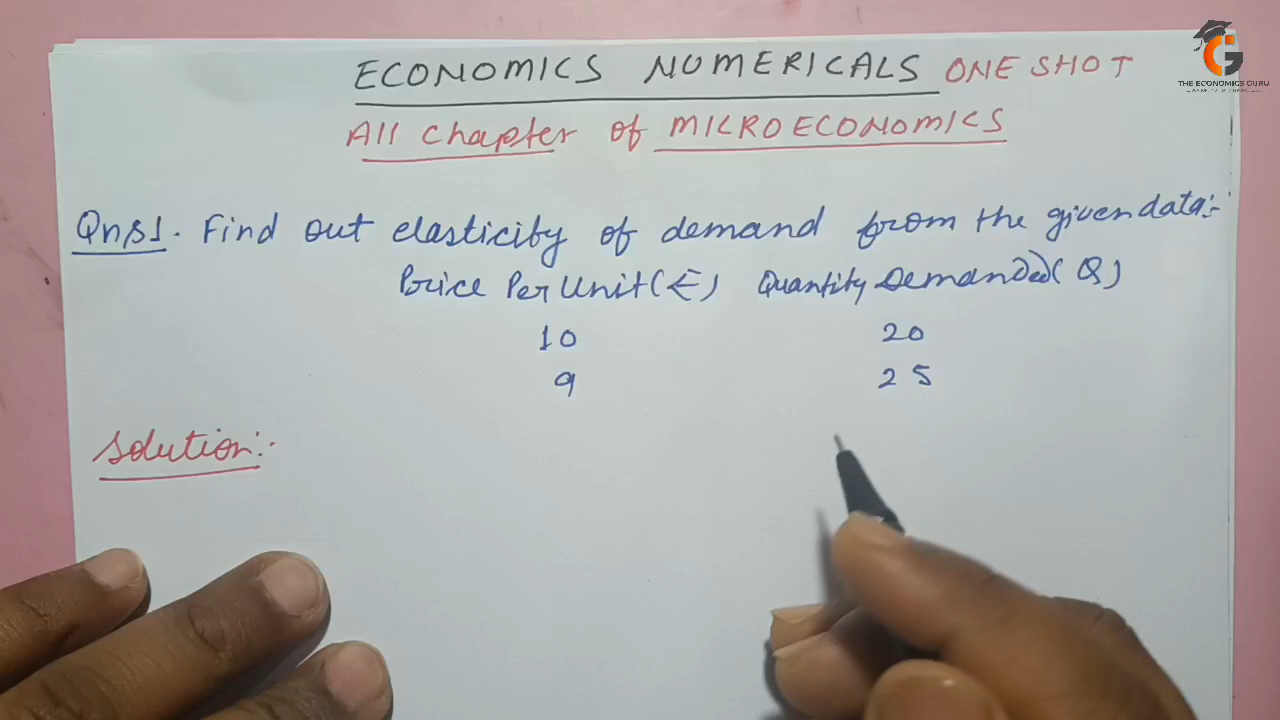 ECONOMICS NUMERICALS ONE SHOT
All Chapter of MICROECONOMICS
THE ECONOMICS GURU
Qns1. Find out elasticity of demand from the given data:-
Price Per Unit(₹) Quantity Demanded(Q)
10 20
9 25
Solution:-